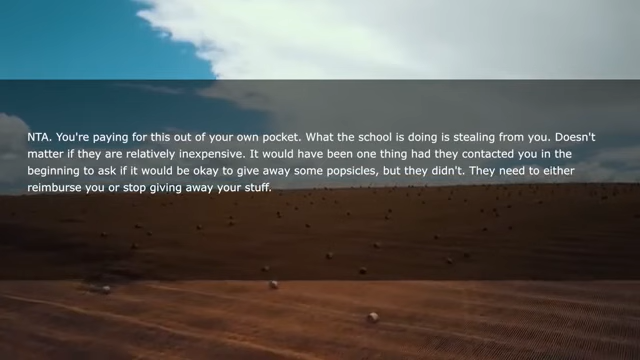 NTA. You're paying for this out of your own pocket. What the school is doing is stealing from you. Doesn't
matter if they are relatively inexpensive. It would have been one thing had they contacted you in the
beginning to ask if it would be okay to give away some popsicles, but they didn't. They need to either
reimburse you or stop giving away your stuff.